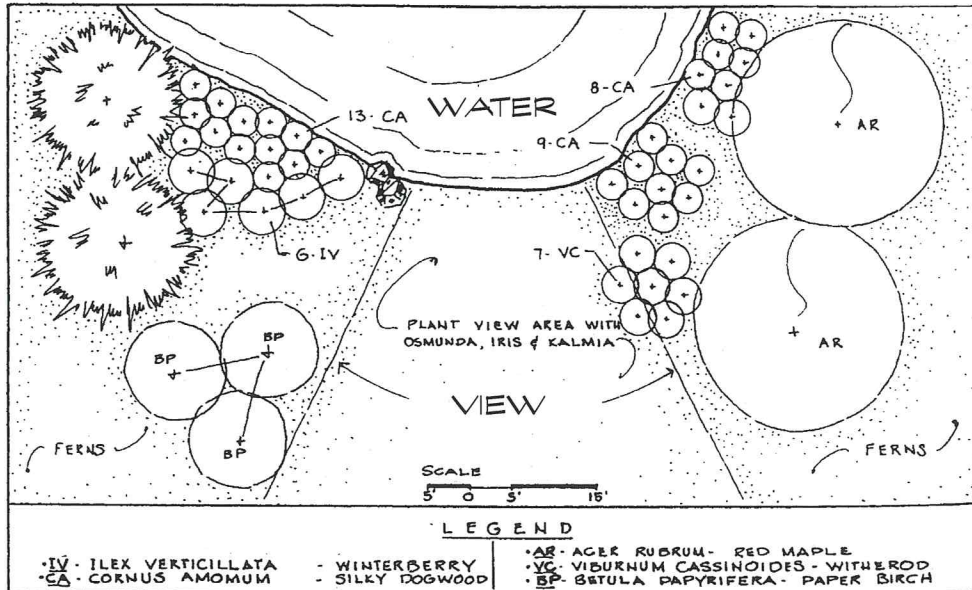 WATER
8-CA
13-CA
9-CA
AR
6-IV
7-VC
PLANT VIEW AREA WITH
OSMUNDA, IRIS & KALMIA
AR
BP
BP
VIEW
BP
FERNS
FERNS
SCALE
5' 0 5' 15'
LEGEND
·IV - ILEX VERTICILLATA - WINTERBERRY
·CA - CORNUS AMOMUM - SILKY DOGWOOD
·AR - ACER RUBRUM - RED MAPLE
·VC - VIBURNUM CASSINOIDES - WITHEROD
·BP - BETULA PAPYRIFERA - PAPER BIRCH